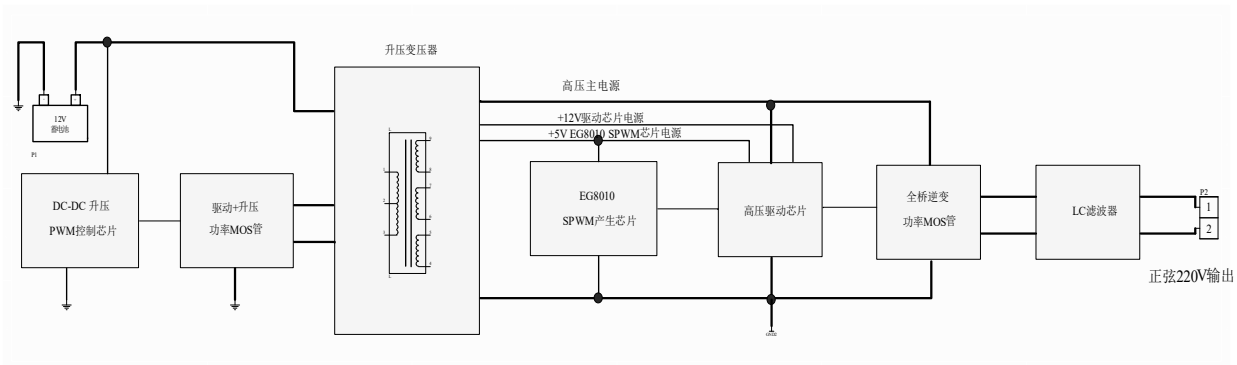 升压变压器
高压主电源
+12V驱动芯片电源
+5V EG8010 SPWM芯片电源
12V
蓄电池
P1
DC-DC 升压
PWM控制芯片
驱动+升压
功率MOS管
EG8010
SPWM产生芯片
高压驱动芯片
全桥逆变
功率MOS管
LC滤波器
P2
1
2
正弦220V输出
GND2